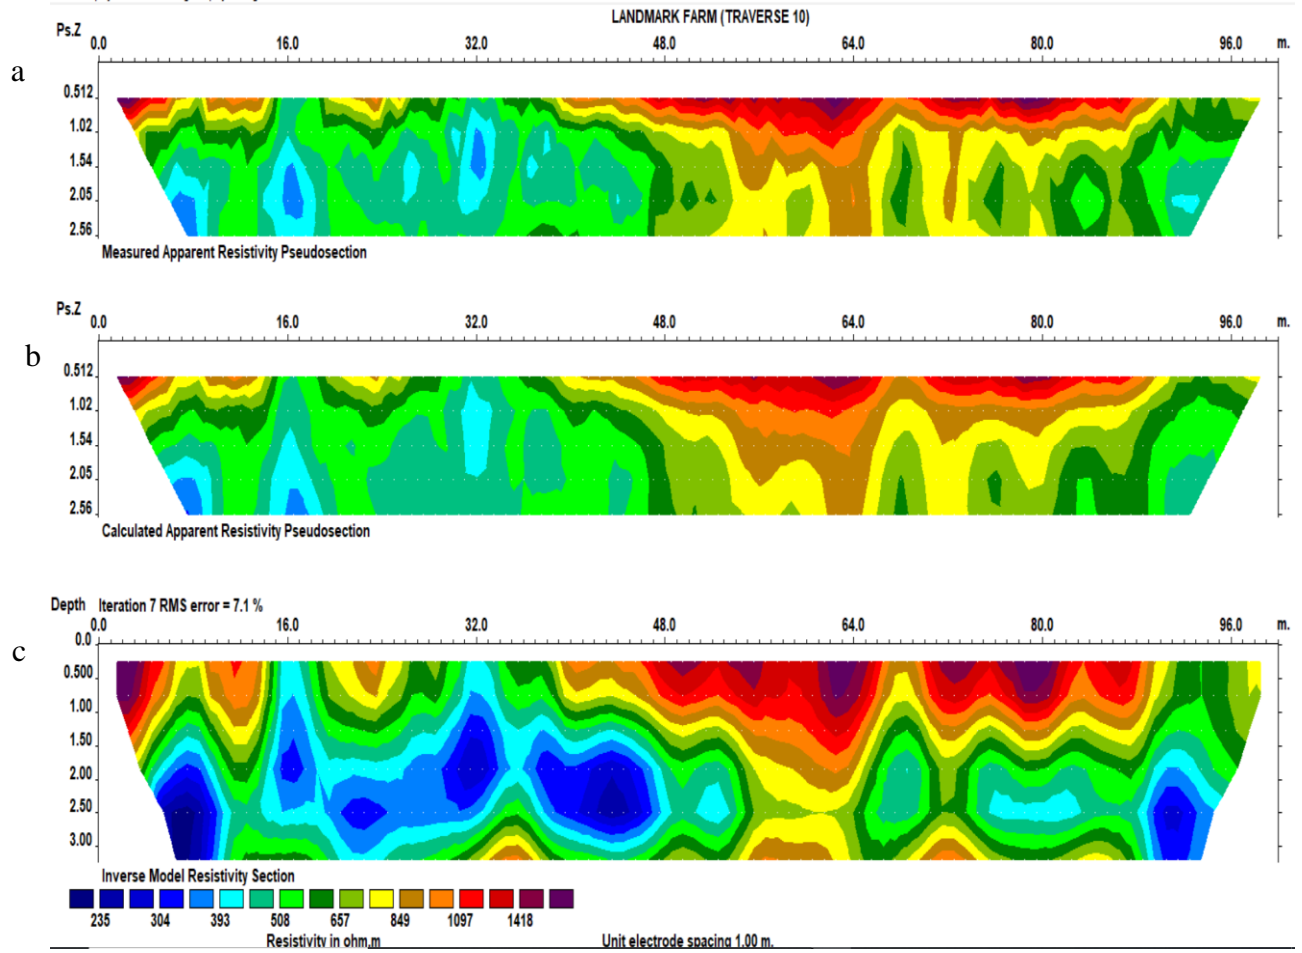 LANDMARK FARM (TRAVERSE 10)
Ps.Z
0.0 16.0 32.0 48.0 64.0 80.0 96.0 m.
a
0.512
1.02
1.54
2.05
2.56
Measured Apparent Resistivity Pseudosection
Ps.Z
0.0 16.0 32.0 48.0 64.0 80.0 96.0 m.
b
0.512
1.02
1.54
2.05
2.56
Calculated Apparent Resistivity Pseudosection
Depth Iteration 7 RMS error = 7.1 %
16.0 32.0 48.0 64.0 80.0 96.0 m.
0.0
c
0.500
1.00
1.50
2.00
2.50
3.00
Inverse Model Resistivity Section
235 304 393 508 657 849 1097 1418
Resistivity in ohm.m Unit electrode spacing 1.00 m.